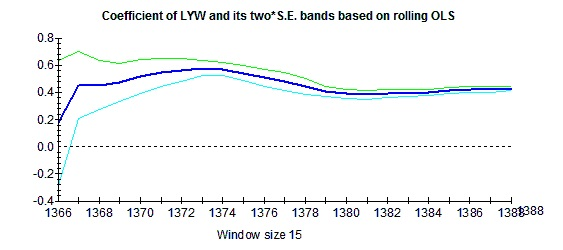 Coefficient of LYW and its two*S.E. bands based on rolling OLS
0.8
0.6
0.4
0.2
0.0
-0.2
-0.4
1366 1368 1370 1372 1374 1376 1378 1380 1382 1384 1386 1388 1388
Window size 15